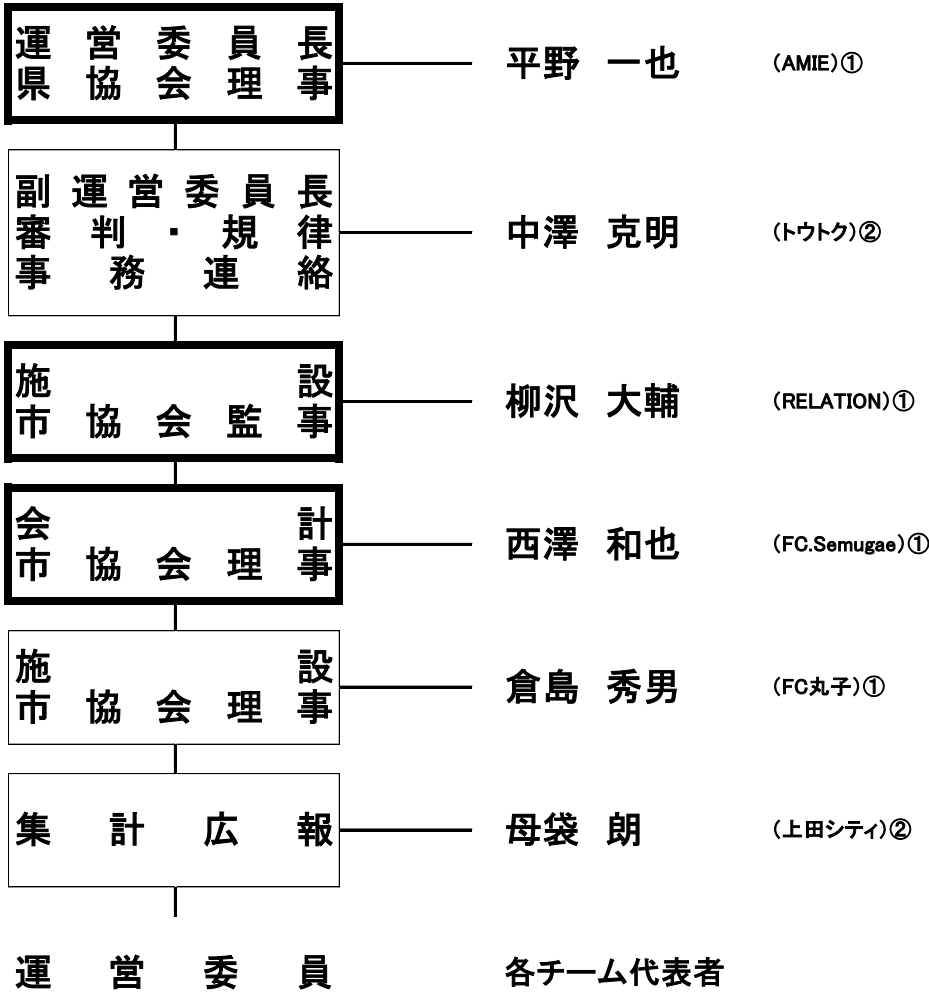 運営委員長
県協会理事
平野 一也 (AMIE)①
副運営委員長
審判・規律
事務連絡
中澤 克明 (トウトク)②
施設
市協会監事
柳沢 大輔 (RELATION)①
会計
市協会理事
西澤 和也 (FC.Semugae)①
施設
市協会理事
倉島 秀男 (FC丸子)①
集計広報
母袋 朗 (上田シティ)②
運営委員 各チーム代表者